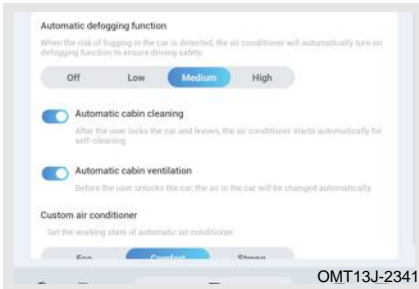 Automatic defogging function
When the risk of fogging in the car is detected, the air conditioner will automatically turn on
defogging function to ensure driving safety
Off Low Medium High
Automatic cabin cleaning
After the user locks the car and leaves, the air conditioner starts automatically for
self-cleaning.
Automatic cabin ventilation
Before the user unlocks the car, the air in the car will be changed automatically.
Custom air conditioner
Set the working state of automatic air conditioner
Eco Comfort Strong
OMT13J-2341